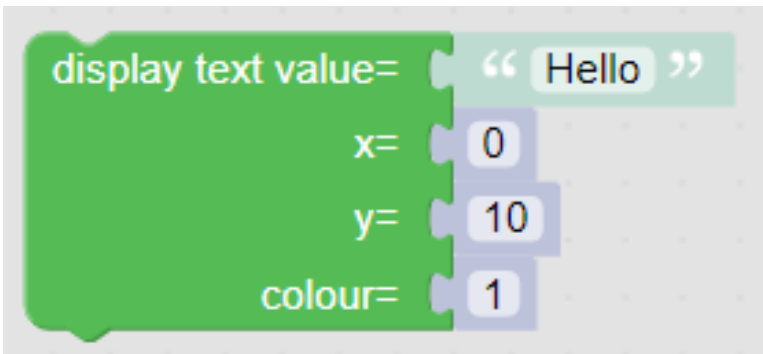 display text value= “ Hello ”
x= 0
y= 10
colour= 1